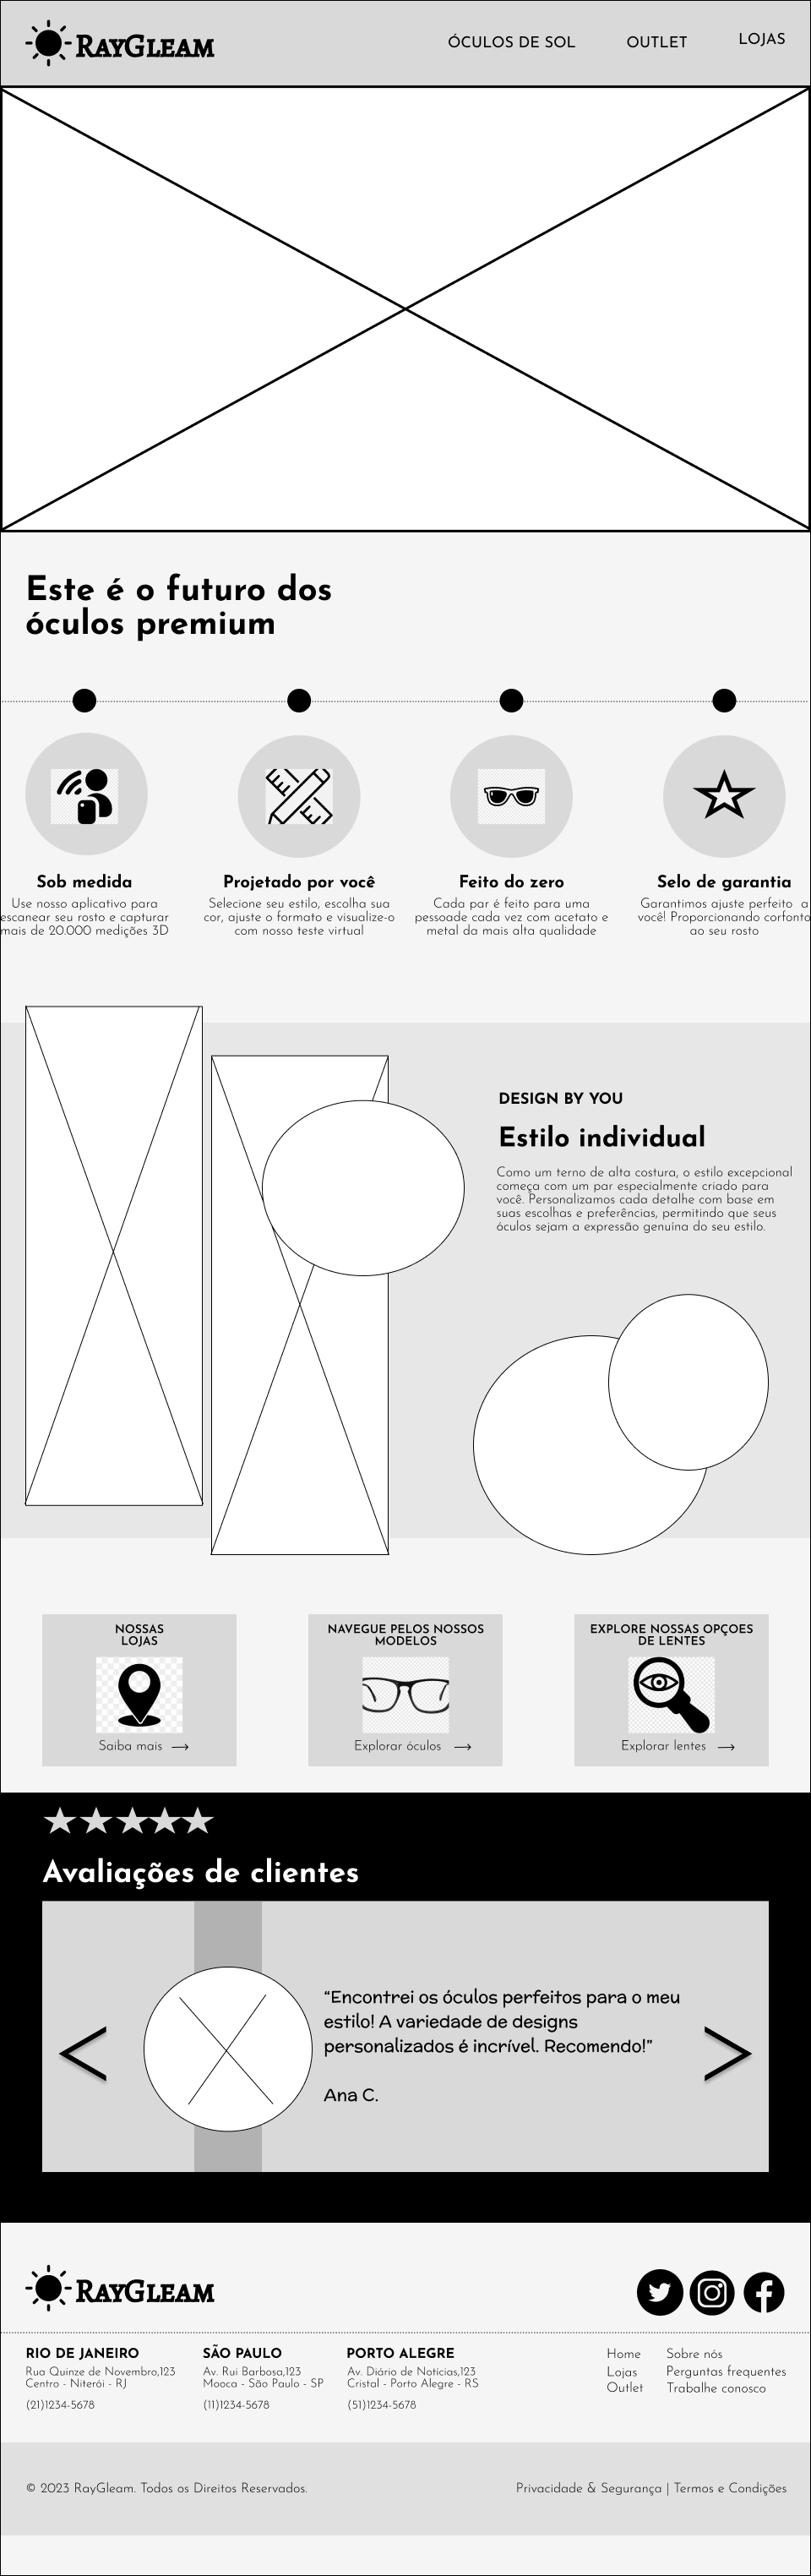 RayGleam
ÓCULOS DE SOL
OUTLET
LOJAS
Este é o futuro dos
óculos premium
Sob medida
Use nosso aplicativo para
escanear seu rosto e capturar
mais de 20.000 medições 3D
Projetado por você
Selecione seu estilo, escolha sua
cor, ajuste o formato e visualize-o
com nosso teste virtual
Feito do zero
Cada par é feito para uma
pessoade cada vez com acetato e
metal da mais alta qualidade
Selo de garantia
Garantimos ajuste perfeito a
você! Proporcionando corfonto
ao seu rosto
DESIGN BY YOU
Estilo individual
Como um terno de alta costura, o estilo excepcional
começa com um par especialmente criado para
você. Personalizamos cada detalhe com base em
suas escolhas e preferências, permitindo que seus
óculos sejam a expressão genuína do seu estilo.
NOSSAS
LOJAS
Saiba mais
NAVEGUE PELOS NOSSOS
MODELOS
Explorar óculos
EXPLORE NOSSAS OPÇOES
DE LENTES
Explorar lentes
Avaliações de clientes
“Encontrei os óculos perfeitos para o meu
estilo! A variedade de designs
personalizados é incrível. Recomendo!”
Ana C.
RayGleam
RIO DE JANEIRO
Rua Quinze de Novembro,123
Centro - Niterói - RJ
(21)1234-5678
SÃO PAULO
Av. Rui Barbosa,123
Mooca - São Paulo - SP
(11)1234-5678
PORTO ALEGRE
Av. Diário de Notícias,123
Cristal - Porto Alegre - RS
(51)1234-5678
Home
Lojas
Outlet
Sobre nós
Perguntas frequentes
Trabalhe conosco
© 2023 RayGleam. Todos os Direitos Reservados.
Privacidade & Segurança | Termos e Condições